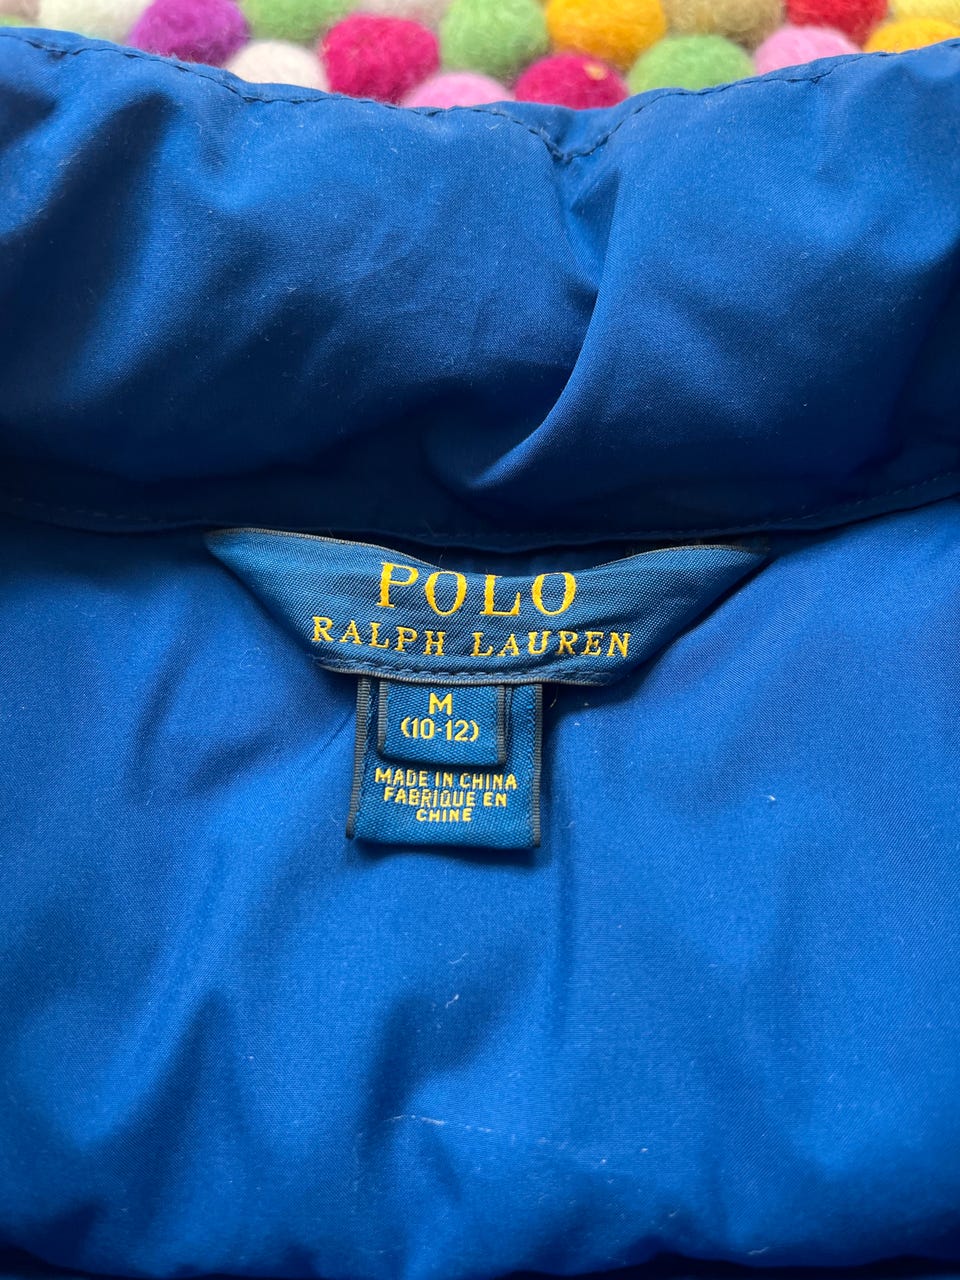 POLO
RALPH LAUREN
M
(10-12)
MADE IN CHINA
FABRIQUE EN
CHINE